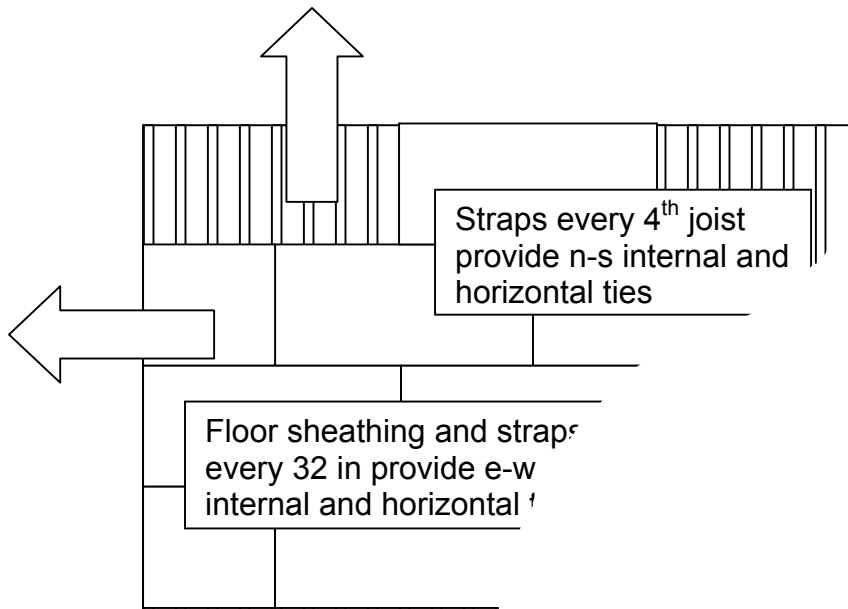 Straps every 4th joist
provide n-s internal and
horizontal ties
Floor sheathing and straps
every 32 in provide e-w
internal and horizontal